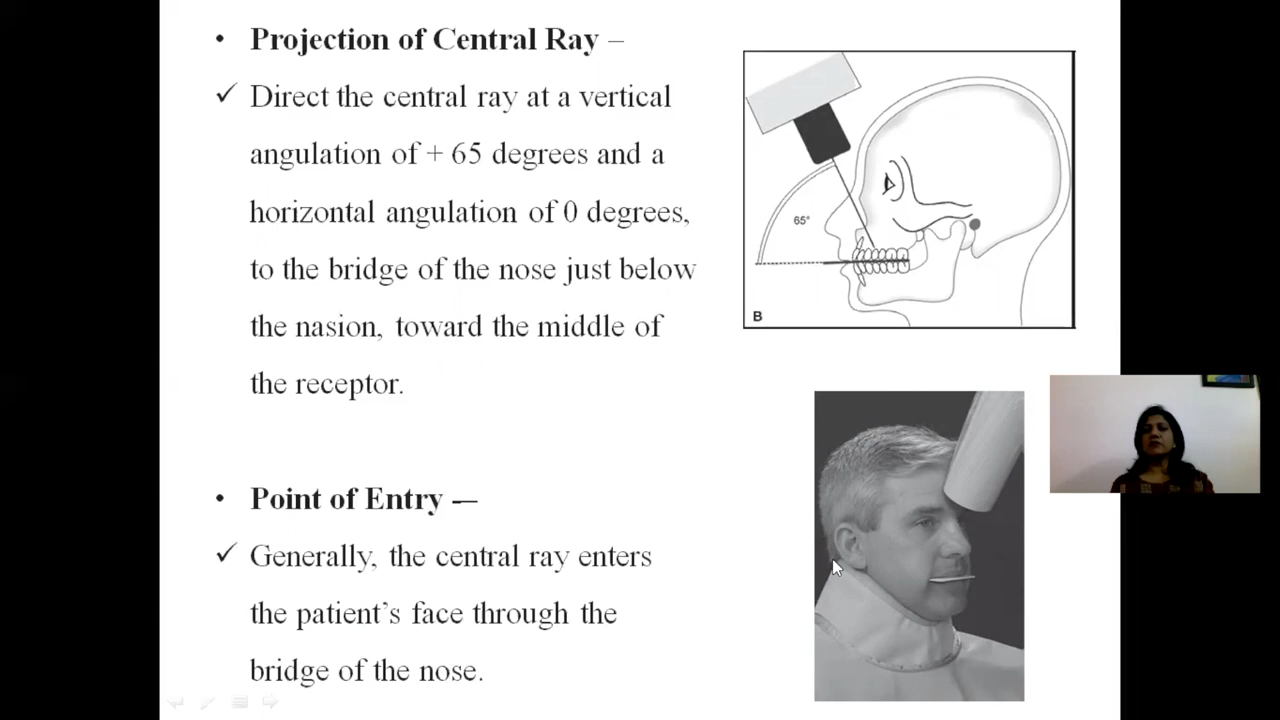 • Projection of Central Ray –
✓ Direct the central ray at a vertical
angulation of + 65 degrees and a
horizontal angulation of 0 degrees,
to the bridge of the nose just below
the nasion, toward the middle of
the receptor.
• Point of Entry —
✓ Generally, the central ray enters
the patient’s face through the
bridge of the nose.
65°
B